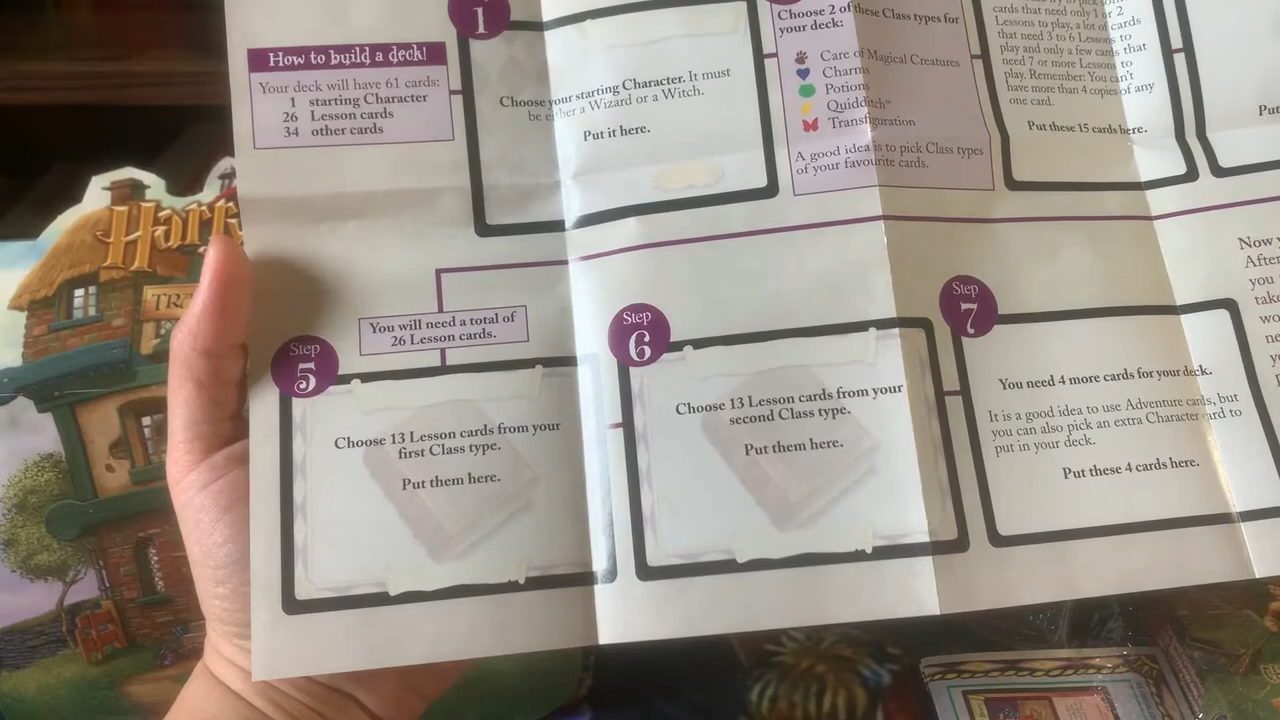 How to build a deck!
Your deck will have 61 cards:
1 starting Character
26 Lesson cards
34 other cards
1
Choose your starting Character. It must
be either a Wizard or a Witch.
Put it here.
Choose 2 of these Class types for
your deck:
Care of Magical Creatures
Charms
Potions
Quidditch™
Transfiguration
A good idea is to pick Class types
of your favourite cards.
cards that need only 1 or 2
Lessons to play, a lot of cards
that need 3 to 6 Lessons to
play and only a few cards that
need 7 or more Lessons to
play. Remember: You can't
have more than 4 copies of any
one card.
Put these 15 cards here.
Put
You will need a total of
26 Lesson cards.
Step
5
Choose 13 Lesson cards from your
first Class type.
Put them here.
Step
6
Choose 13 Lesson cards from your
second Class type.
Put them here.
Step
7
You need 4 more cards for your deck.
It is a good idea to use Adventure cards, but
you can also pick an extra Character card to
put in your deck.
Put these 4 cards here.
Now
After
you
Harry